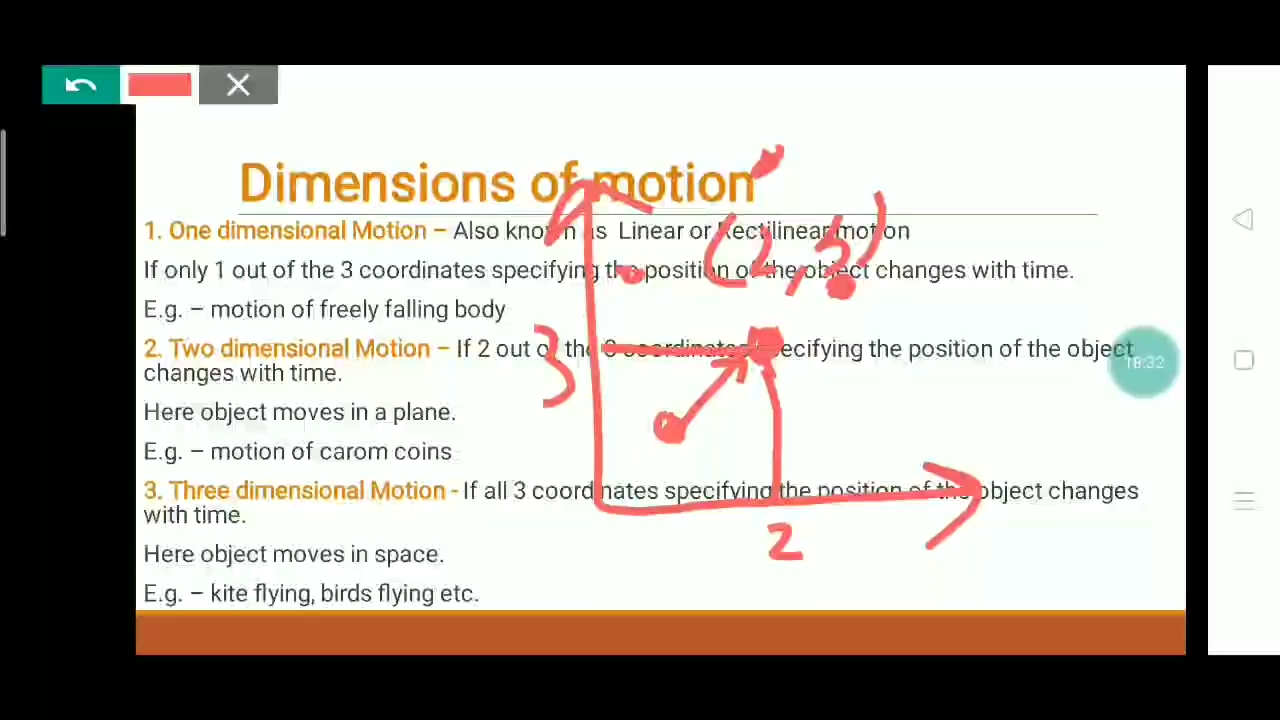 Dimensions of motion
1. One dimensional Motion – Also known as Linear or Rectilinear motion
(2,3)
If only 1 out of the 3 coordinates specifying the position of the object changes with time.
E.g. – motion of freely falling body
2. Two dimensional Motion – If 2 out of the 3 coordinates specifying the position of the object
changes with time.
3
18:32
Here object moves in a plane.
E.g. – motion of carom coins
3. Three dimensional Motion - If all 3 coordinates specifying the position of the object changes
with time.
2
Here object moves in space.
E.g. – kite flying, birds flying etc.